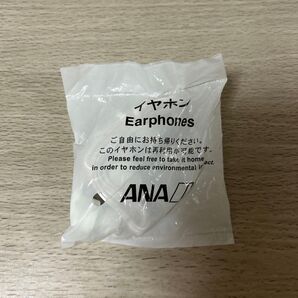 イヤホン
Earphones
ご自由にお持ち帰りください。
このイヤホンは再利用が可能です。
Please feel free to take it home
in order to reduce environmental
ANA